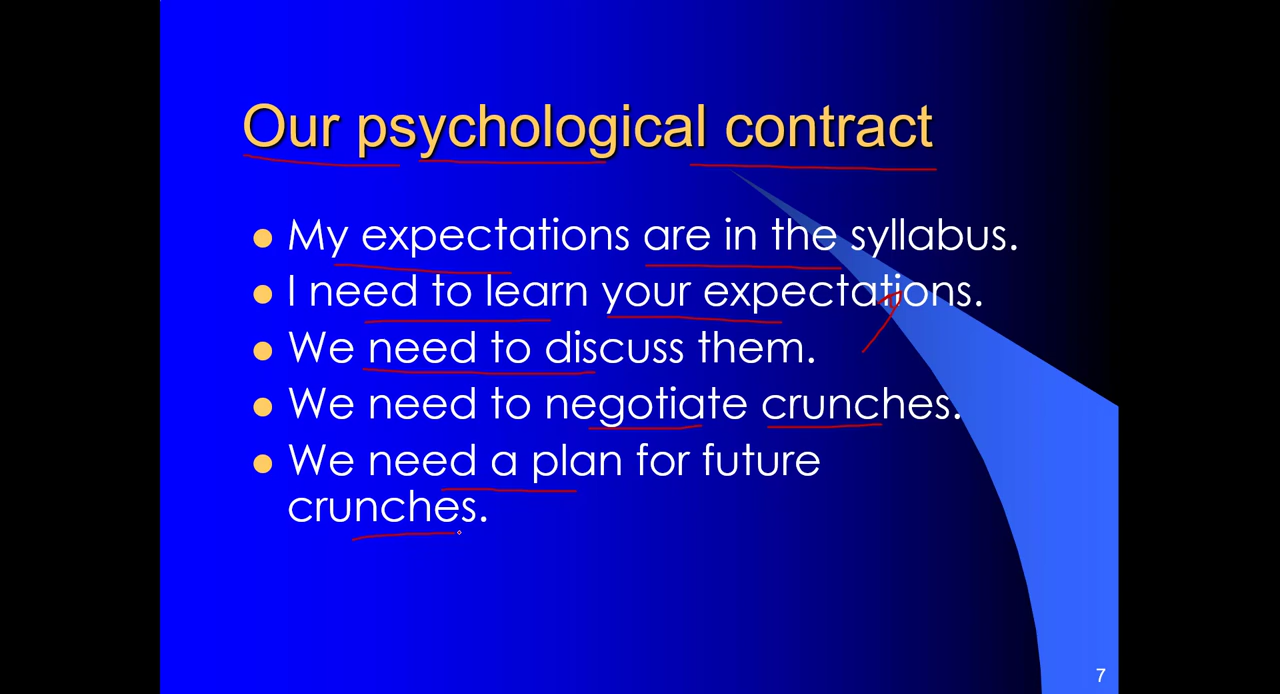 Our psychological contract
My expectations are in the syllabus.
I need to learn your expectations.
We need to discuss them.
We need to negotiate crunches.
We need a plan for future
crunches.
7